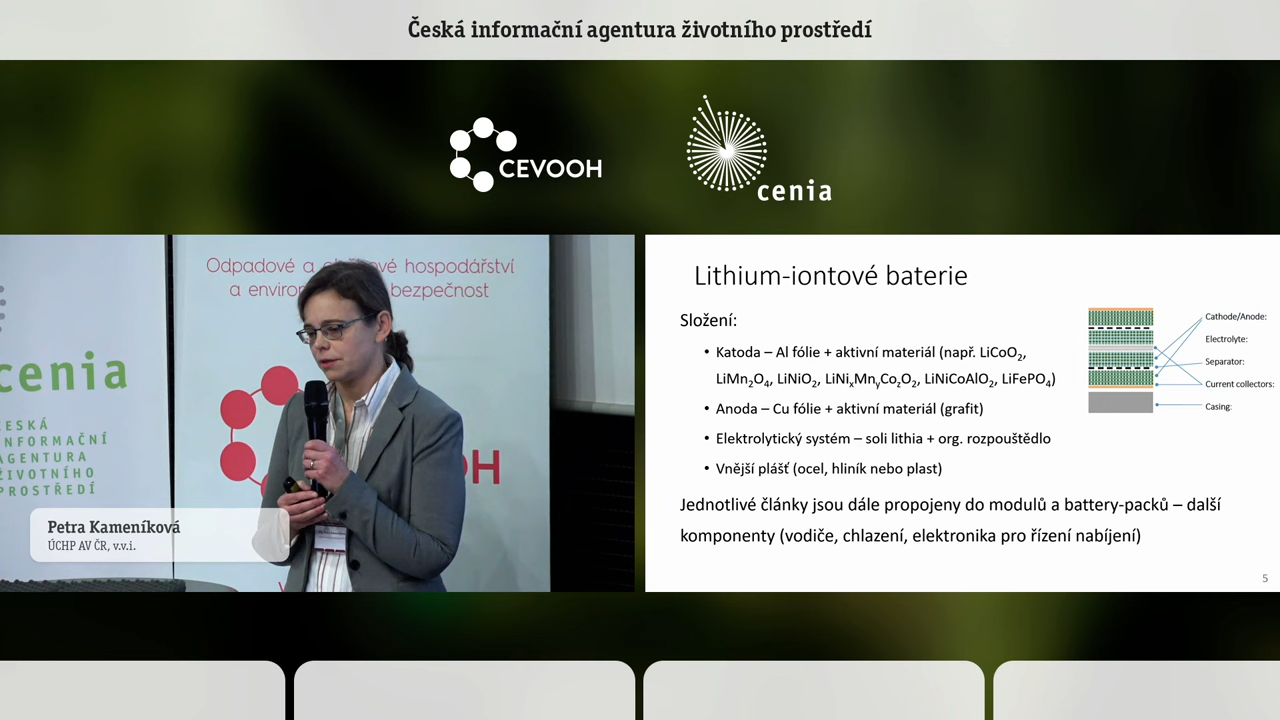 Česká informační agentura životního prostředí
CEVOOH
cenia
Odpadové a hospodářství
a bezpečnost
cenia
ČESKÁ
INFORMAČNÍ
AGENTURA
ŽIVOTNÍHO
PROSTŘEDÍ
OH
Petra Kameníková
ÚCHP AV ČR, v.v.i.
Lithium-iontové baterie
Složení:
• Katoda – Al fólie + aktivní materiál (např. LiCoO₂,
LiMn₂O₄, LiNiO₂, LiNiₓMnᵧCo_zO₂, LiNiCoAlO₂, LiFePO₄)
• Anoda – Cu fólie + aktivní materiál (grafit)
• Elektrolytický systém – soli lithia + org. rozpouštědlo
• Vnější plášť (ocel, hliník nebo plast)
Jednotlivé články jsou dále propojeny do modulů a battery-packů – další
komponenty (vodiče, chlazení, elektronika pro řízení nabíjení)
Cathode/Anode:
Electrolyte:
Separator:
Current collectors:
Casing:
5